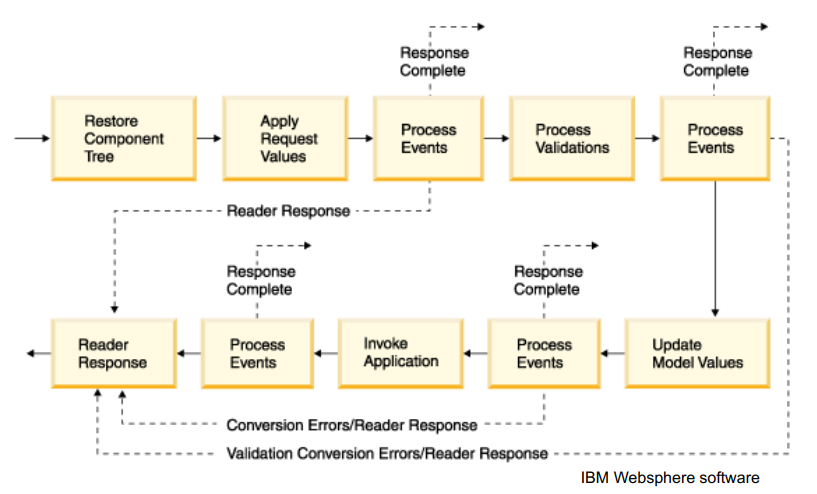 Response
Complete
Response
Complete
Restore
Component
Tree
Apply
Request
Values
Process
Events
Process
Validations
Process
Events
Reader Response
Response
Complete
Response
Complete
Reader
Response
Process
Events
Invoke
Application
Process
Events
Update
Model Values
Conversion Errors/Reader Response
Validation Conversion Errors/Reader Response
IBM Websphere software